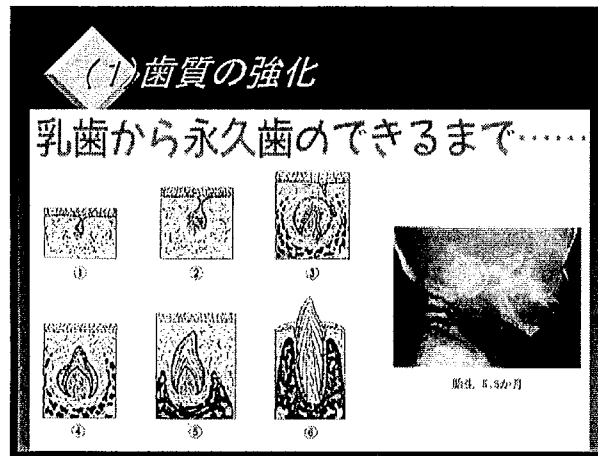 (1)歯質の強化
乳歯から永久歯のできるまで……
① ② ③
④ ⑤ ⑥
胎生 5.5か月